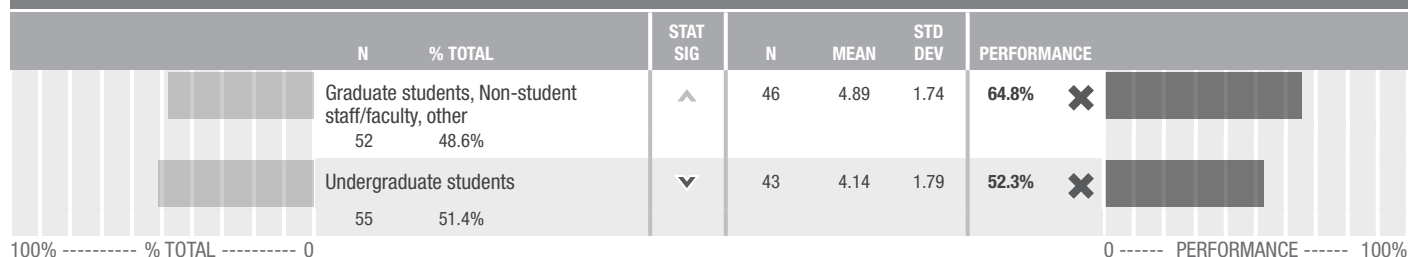 N % TOTAL STAT SIG N MEAN STD DEV PERFORMANCE
Graduate students, Non-student 46 4.89 1.74 64.8%
staff/faculty, other
52 48.6%
Undergraduate students 43 4.14 1.79 52.3%
55 51.4%
100% ---------- % TOTAL ---------- 0 0 ------ PERFORMANCE ------ 100%